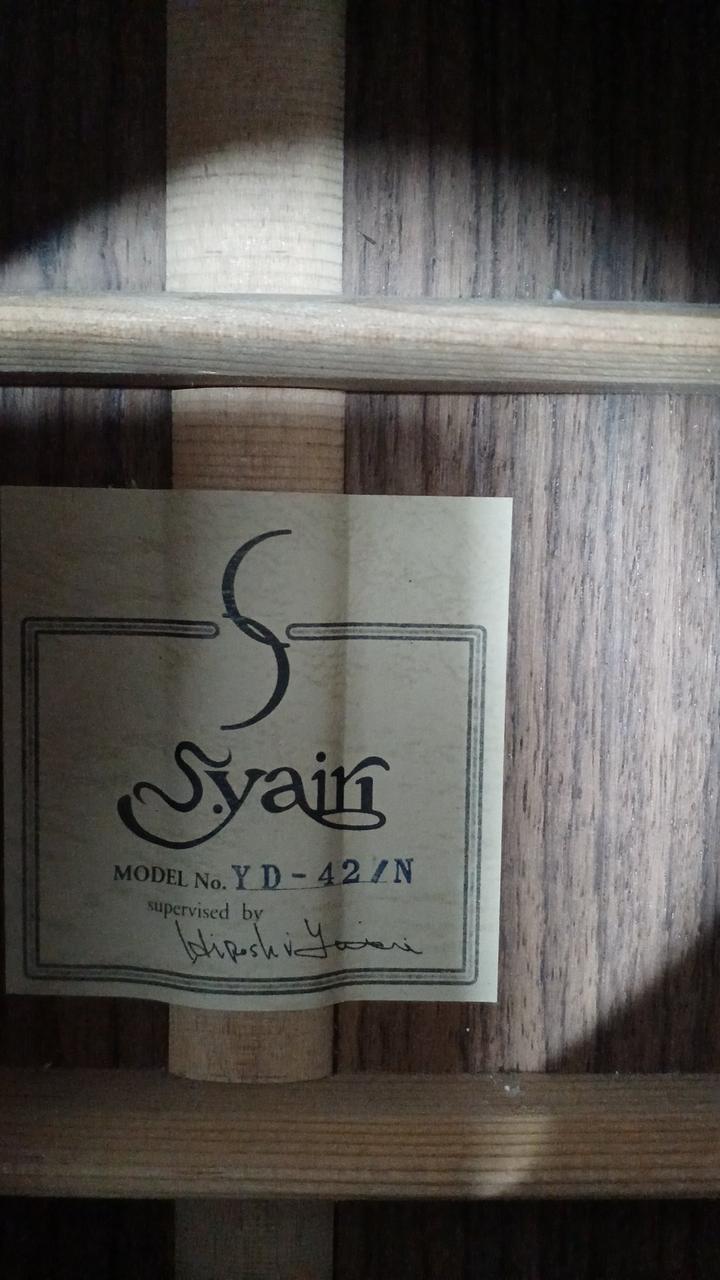 S
S.yairi
MODEL No. YD-42/N
supervised by
Hiroshi Yairi